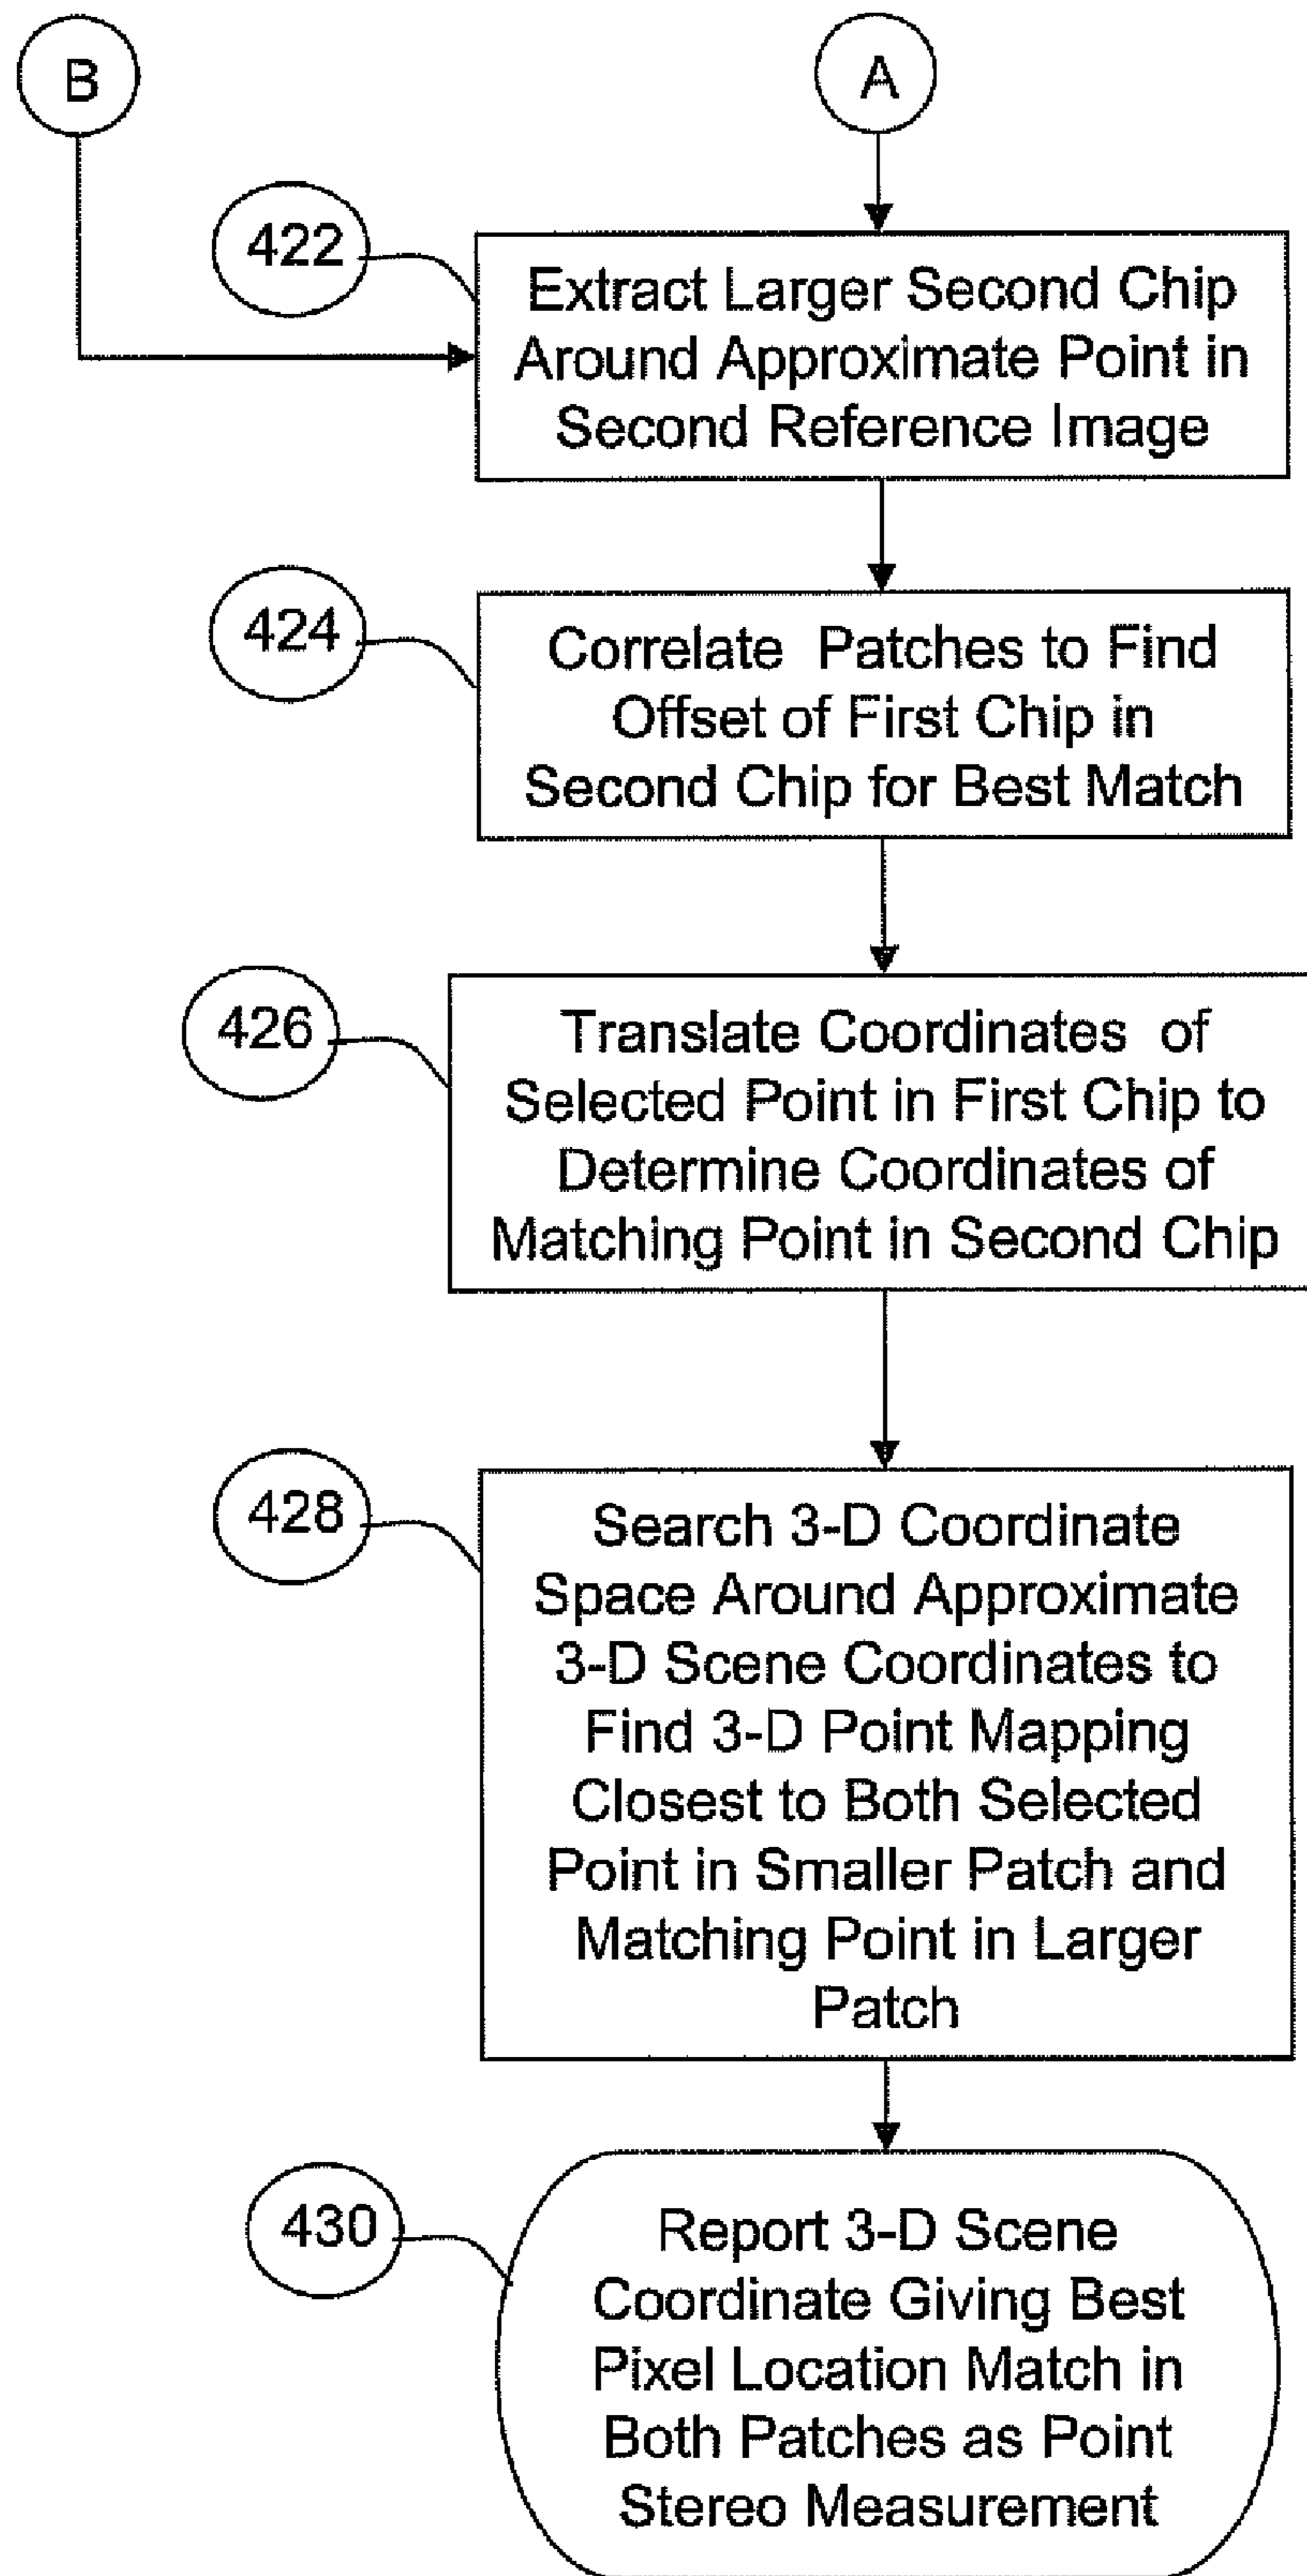 B
A
422
Extract Larger Second Chip
Around Approximate Point in
Second Reference Image
424
Correlate Patches to Find
Offset of First Chip in
Second Chip for Best Match
426
Translate Coordinates of
Selected Point in First Chip to
Determine Coordinates of
Matching Point in Second Chip
428
Search 3-D Coordinate
Space Around Approximate
3-D Scene Coordinates to
Find 3-D Point Mapping
Closest to Both Selected
Point in Smaller Patch and
Matching Point in Larger
Patch
430
Report 3-D Scene
Coordinate Giving Best
Pixel Location Match in
Both Patches as Point
Stereo Measurement